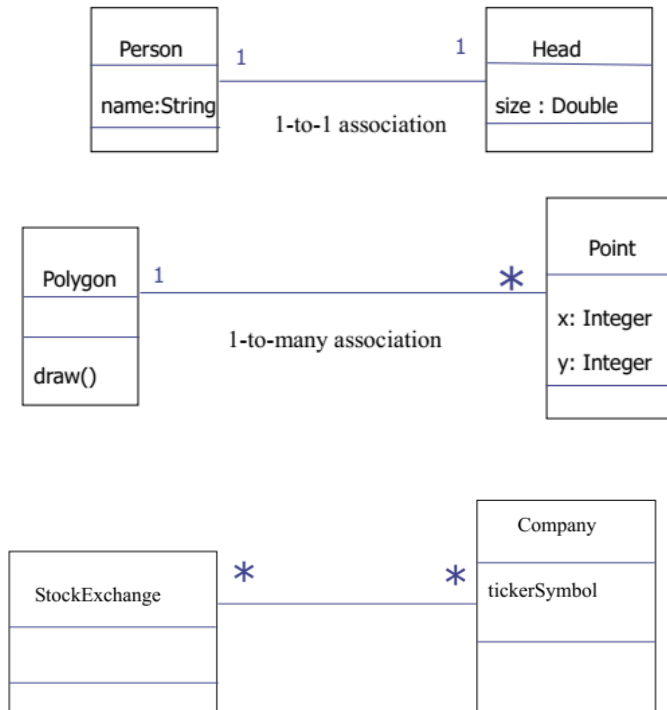 Person
1
1
Head
name:String
size : Double
1-to-1 association
Polygon
1
*
Point
x: Integer
1-to-many association
y: Integer
draw()
Company
StockExchange
*
*
tickerSymbol